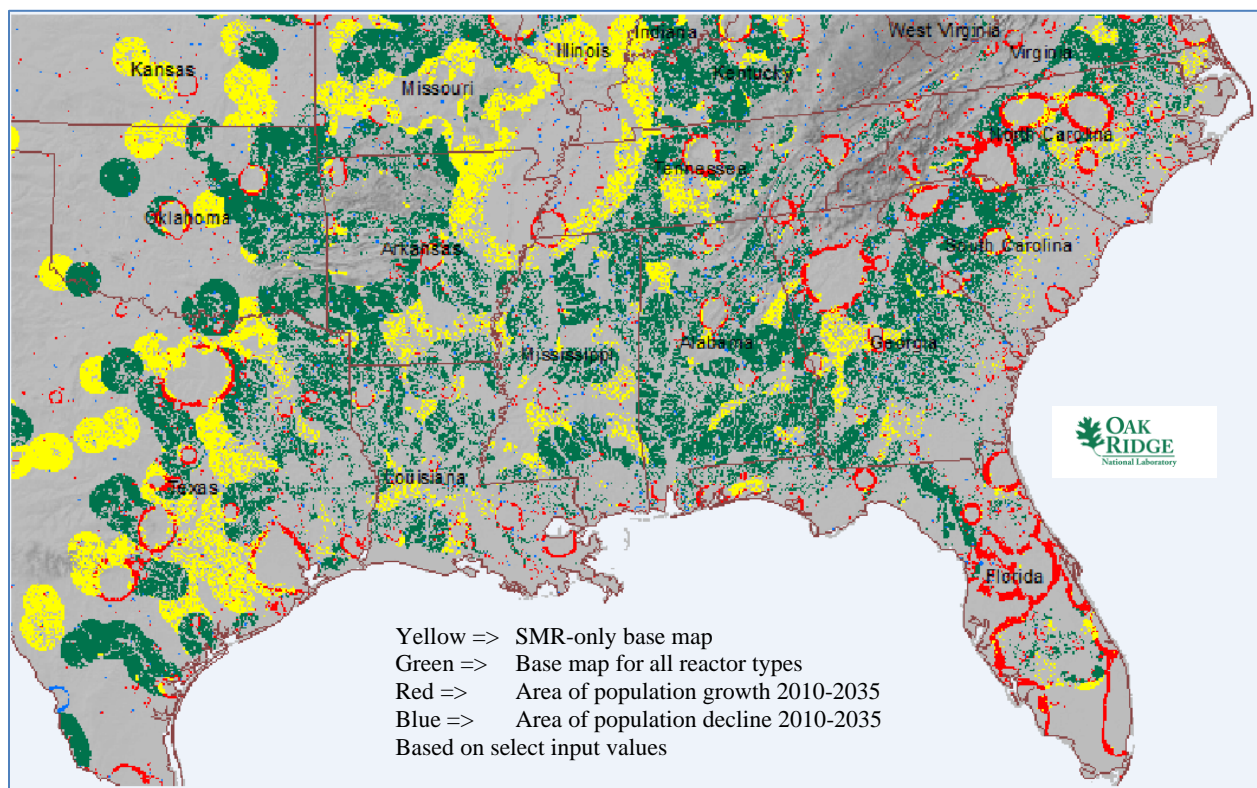 Illinois
Indiana
West Virginia
Virginia
Kansas
Missouri
Kentucky
North Carolina
Tennessee
Oklahoma
Arkansas
South Carolina
Alabama
Georgia
Mississippi
OAK
RIDGE
National Laboratory
Texas
Louisiana
Florida
Yellow => SMR-only base map
Green => Base map for all reactor types
Red => Area of population growth 2010-2035
Blue => Area of population decline 2010-2035
Based on select input values